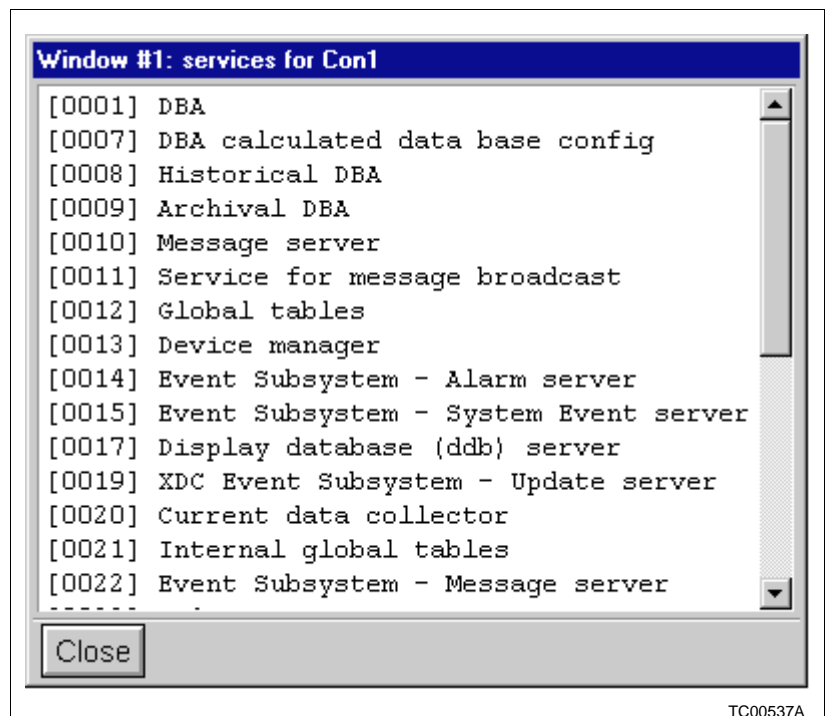 Window #1: services for Con1
[0001] DBA
[0007] DBA calculated data base config
[0008] Historical DBA
[0009] Archival DBA
[0010] Message server
[0011] Service for message broadcast
[0012] Global tables
[0013] Device manager
[0014] Event Subsystem - Alarm server
[0015] Event Subsystem - System Event server
[0017] Display database (ddb) server
[0019] XDC Event Subsystem - Update server
[0020] Current data collector
[0021] Internal global tables
[0022] Event Subsystem - Message server
Close
TC00537A